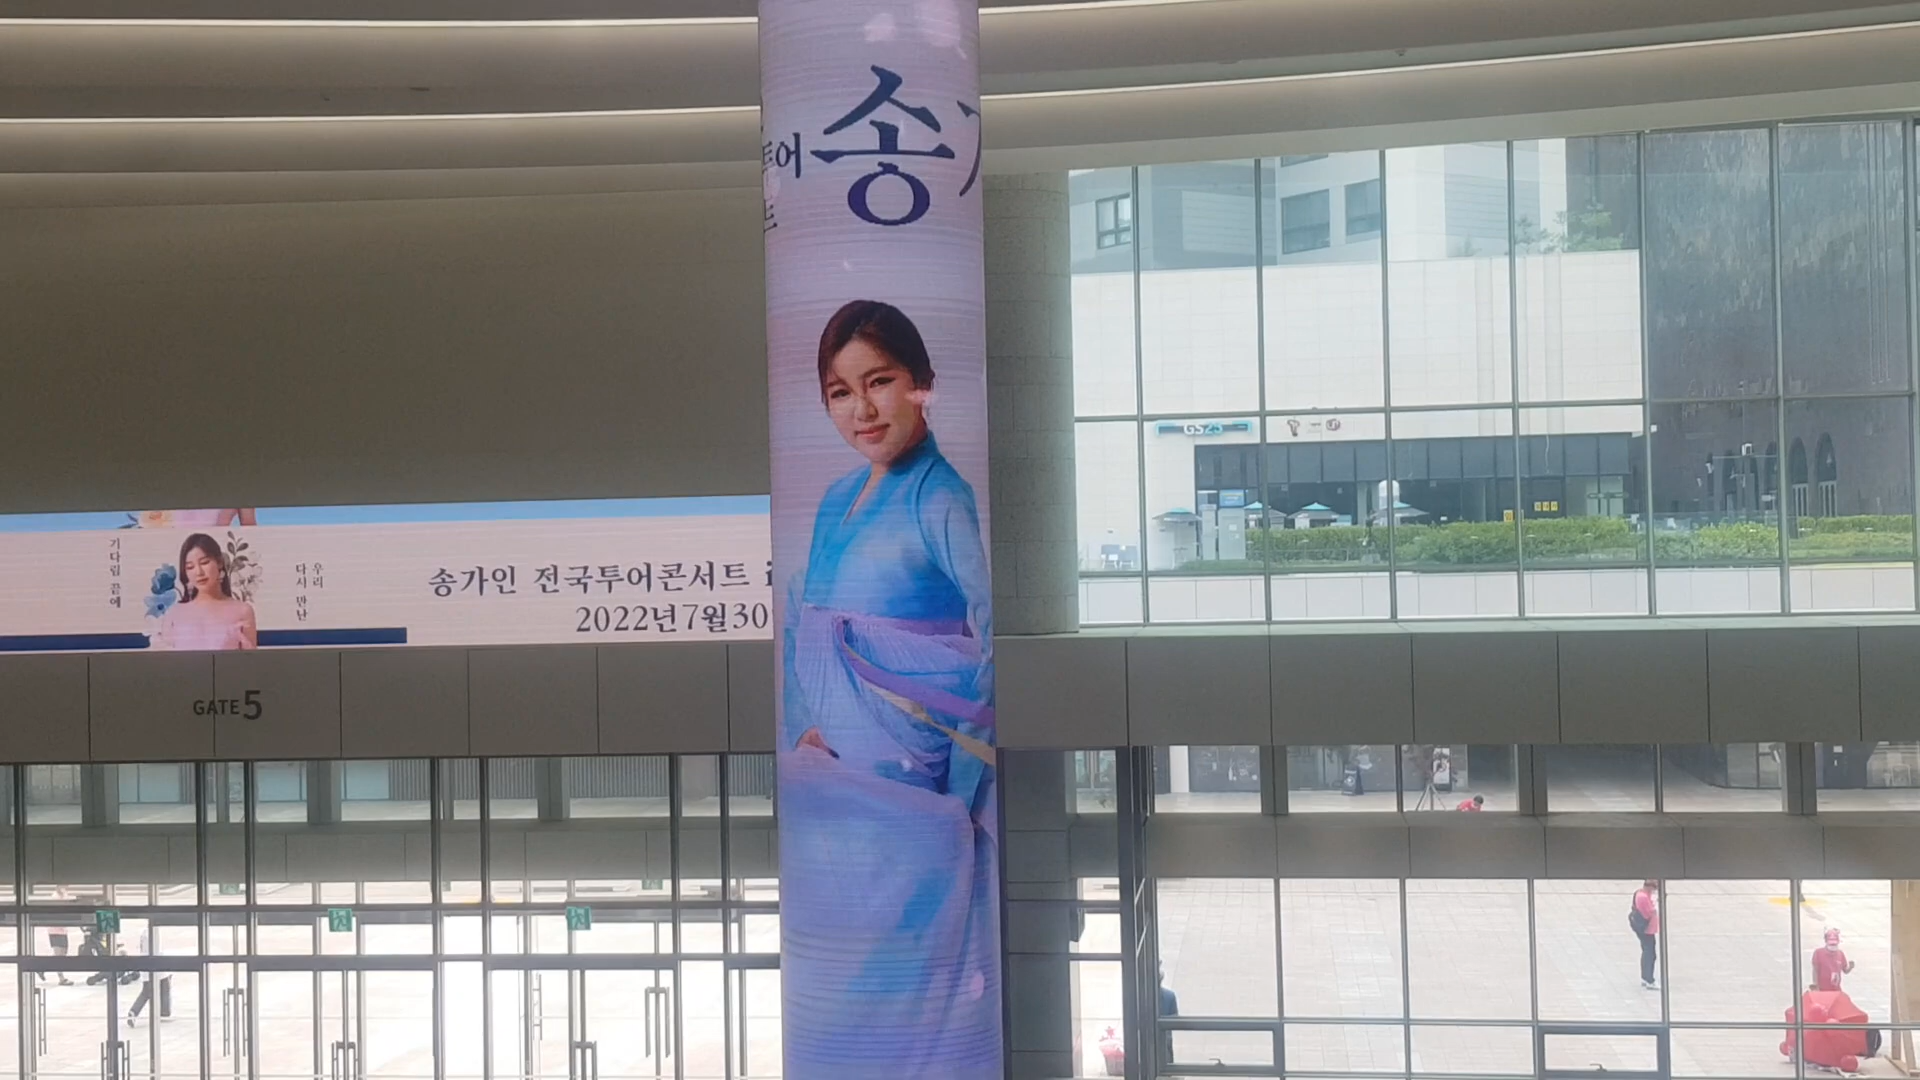 투어
송
기다림 끝에
우리
다시 만난
송가인 전국투어콘서트
2022년7월30
GATE 5
GS25